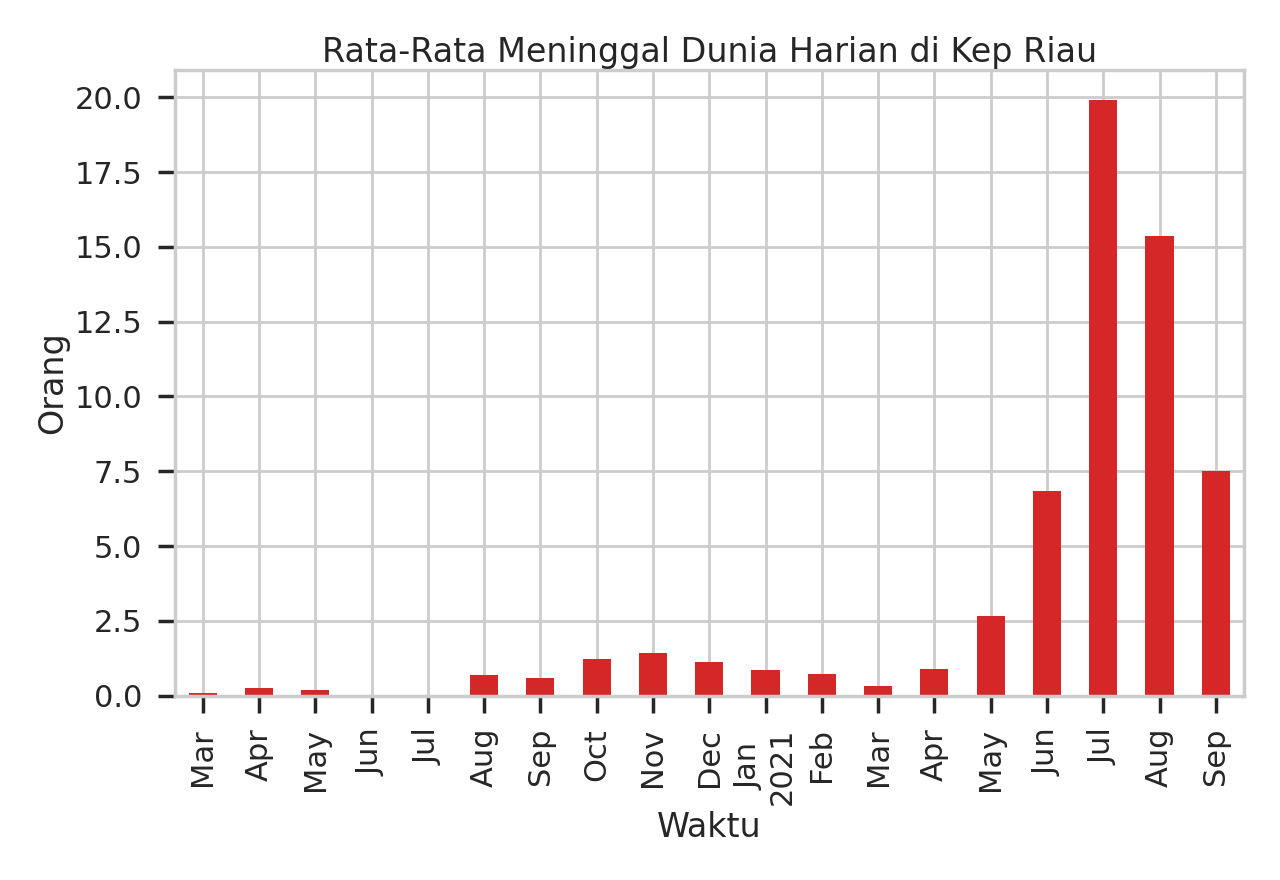 Rata-Rata Meninggal Dunia Harian di Kep Riau
Orang
20.0
17.5
15.0
12.5
10.0
7.5
5.0
2.5
0.0
Mar
Apr
May
Jun
Jul
Aug
Sep
Oct
Nov
Dec
Jan
2021
Feb
Mar
Apr
May
Jun
Jul
Aug
Sep
Waktu